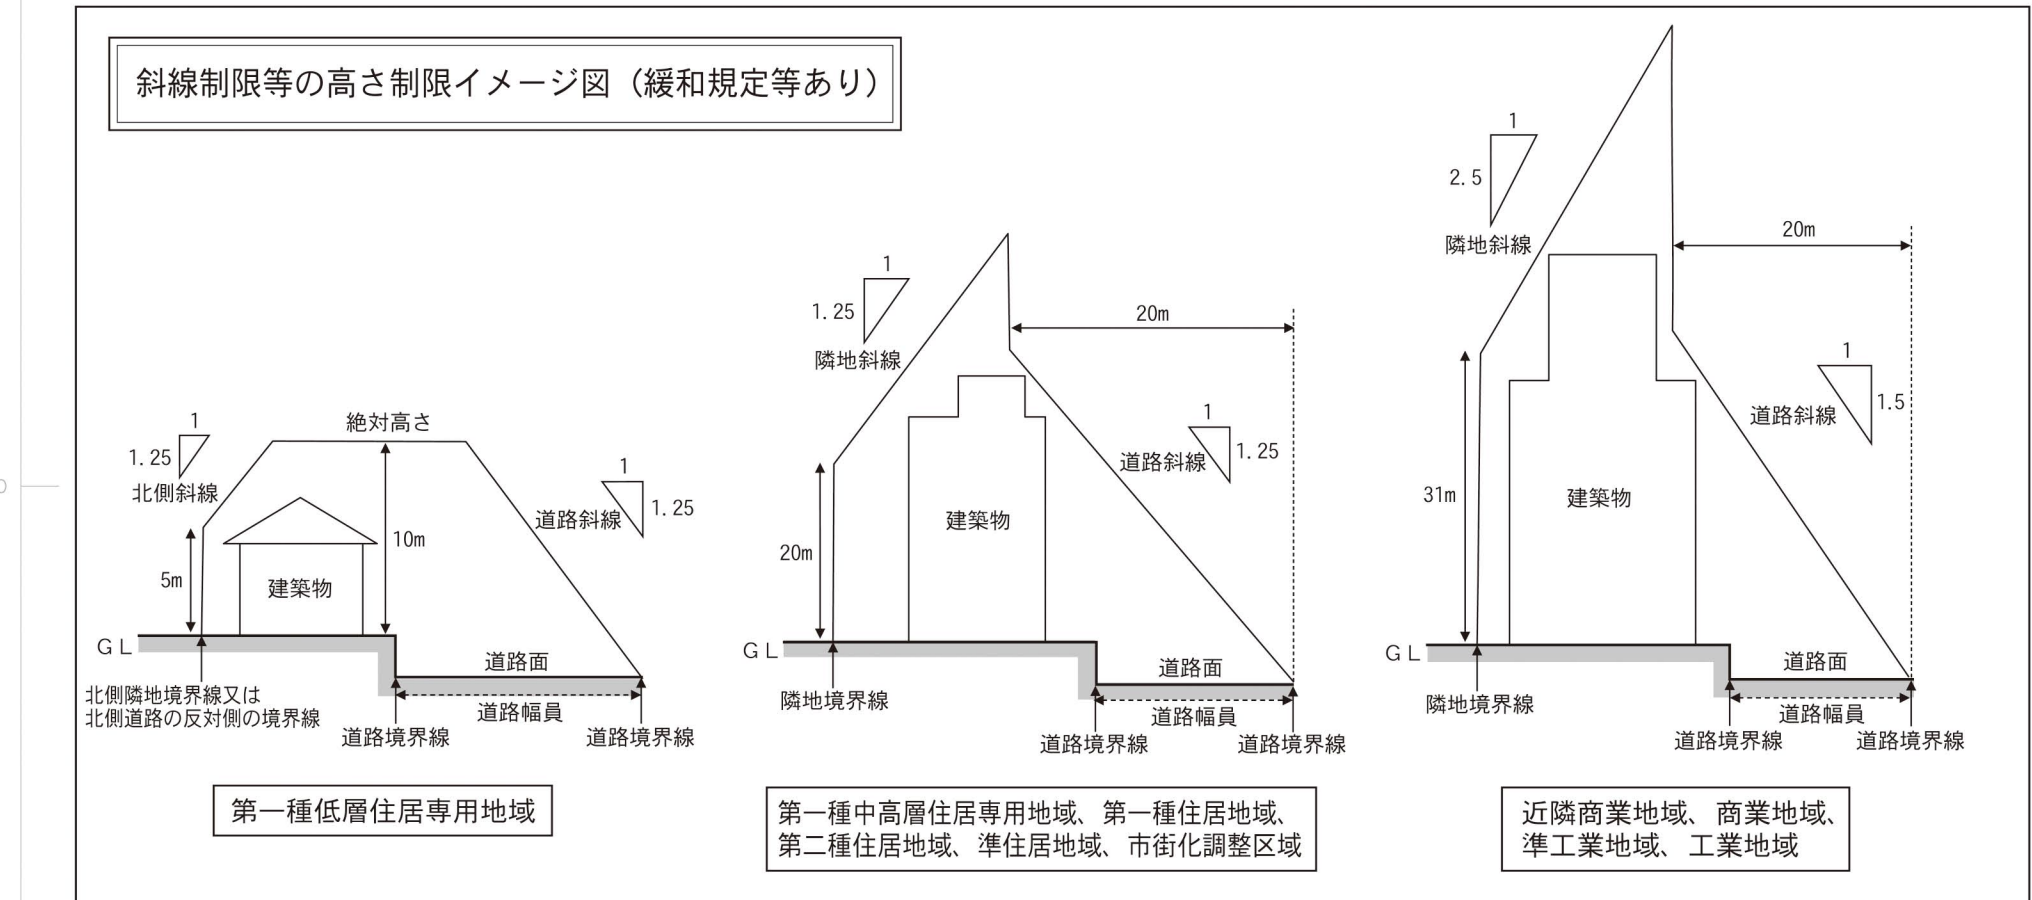 斜線制限等の高さ制限イメージ図（緩和規定等あり）
1
1.25
北側斜線
絶対高さ
5m
10m
1
1.25
道路斜線
建築物
GL
道路面
道路幅員
北側隣地境界線又は
北側道路の反対側の境界線
道路境界線
道路境界線
第一種低層住居専用地域
1
1.25
隣地斜線
20m
1
1.25
道路斜線
20m
建築物
GL
道路面
道路幅員
隣地境界線
道路境界線
道路境界線
第一種中高層住居専用地域、第一種住居地域、
第二種住居地域、準住居地域、市街化調整区域
1
2.5
隣地斜線
20m
1
1.5
道路斜線
31m
建築物
GL
道路面
道路幅員
隣地境界線
道路境界線
道路境界線
近隣商業地域、商業地域、
準工業地域、工業地域